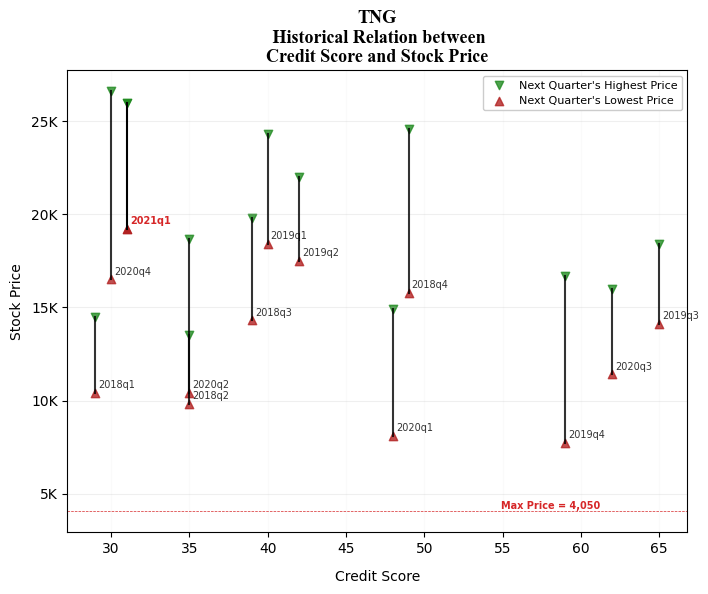 TNG
Historical Relation between
Credit Score and Stock Price
Next Quarter's Highest Price
Next Quarter's Lowest Price
25K
20K
15K
10K
5K
Stock Price
2021q1
2019q1
2019q2
2020q4
2018q4
2018q3
2019q3
2020q3
2018q1
2020q2
2018q2
2020q1
2019q4
Max Price = 4,050
30 35 40 45 50 55 60 65
Credit Score